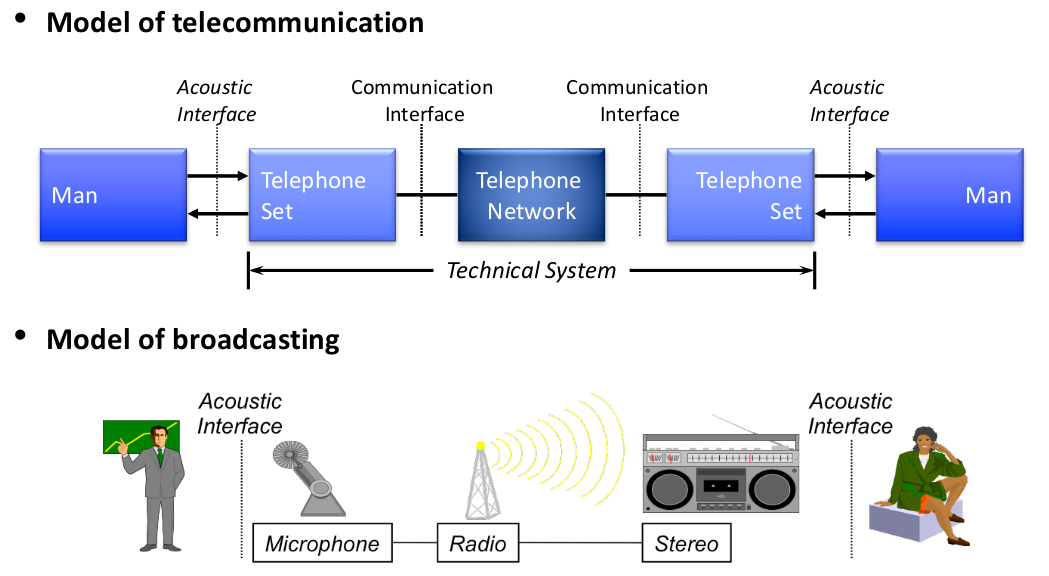 • Model of telecommunication
Acoustic
Interface
Communication
Interface
Communication
Interface
Acoustic
Interface
Man
Telephone
Set
Telephone
Network
Telephone
Set
Man
Technical System
• Model of broadcasting
Acoustic
Interface
Acoustic
Interface
Microphone
Radio
Stereo